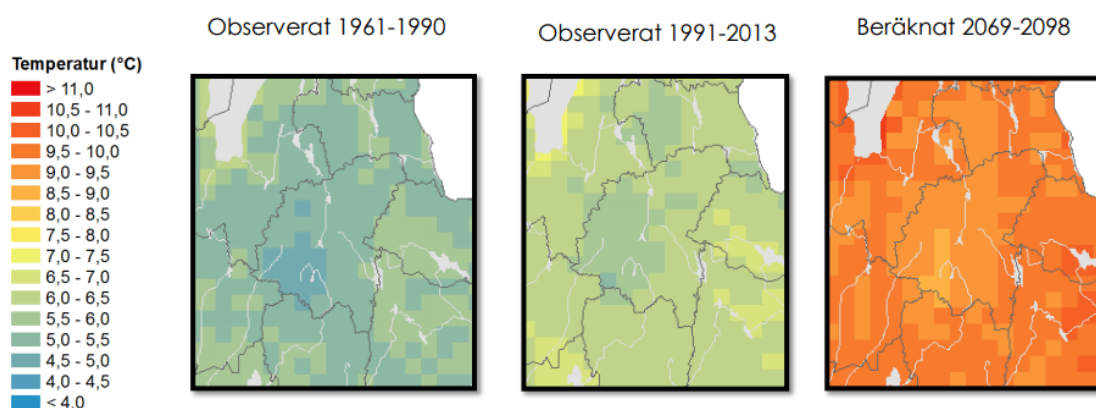 Observerat 1961-1990
Observerat 1991-2013
Beräknat 2069-2098
Temperatur (°C)
> 11,0
10,5 - 11,0
10,0 - 10,5
9,5 - 10,0
9,0 - 9,5
8,5 - 9,0
8,0 - 8,5
7,5 - 8,0
7,0 - 7,5
6,5 - 7,0
6,0 - 6,5
5,5 - 6,0
5,0 - 5,5
4,5 - 5,0
4,0 - 4,5
< 4,0